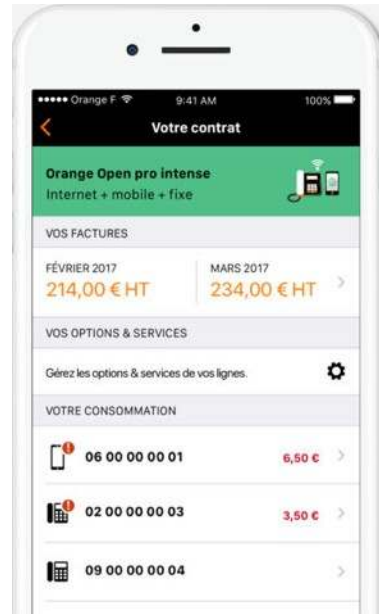 Orange F 9:41 AM 100%
Votre contrat
Orange Open pro intense
Internet + mobile + fixe
VOS FACTURES
FÉVRIER 2017 MARS 2017
214,00 € HT 234,00 € HT
VOS OPTIONS & SERVICES
Gérez les options & services de vos lignes.
VOTRE CONSOMMATION
06 00 00 00 01 6,50 €
02 00 00 00 03 3,50 €
09 00 00 00 04